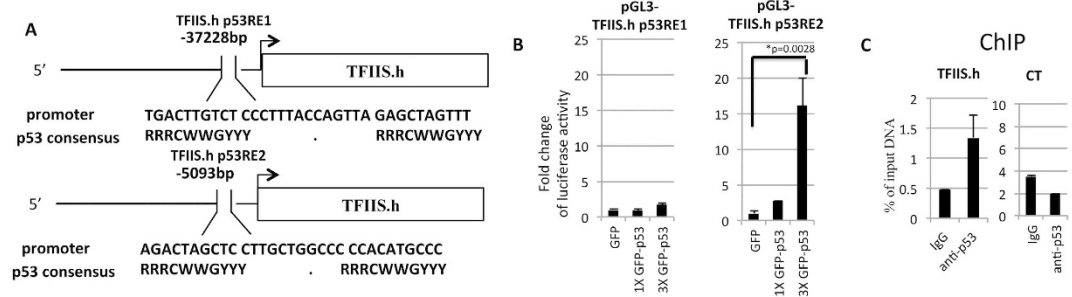 A
TFIIS.h p53RE1
-37228bp
5’
TFIIS.h
promoter TGACTTGTCT CCCTTTACCAGTTA GAGCTAGTTT
p53 consensus RRRCWWGYYY . RRRCWWGYYY
TFIIS.h p53RE2
-5093bp
5’
TFIIS.h
promoter AGACTAGCTC CTTGCTGGCCC CCACATGCCC
p53 consensus RRRCWWGYYY . RRRCWWGYYY
B
pGL3-
TFIIS.h p53RE1
Fold change
of luciferase activity
25
20
15
10
5
0
GFP
1X GFP-p53
3X GFP-p53
pGL3-
TFIIS.h p53RE2
*p=0.0028
25
20
15
10
5
0
GFP
1X GFP-p53
3X GFP-p53
C
ChIP
TFIIS.h
% of input DNA
2
1.5
1
0.5
0
IgG
anti-p53
CT
10
8
6
4
2
0
IgG
anti-p53